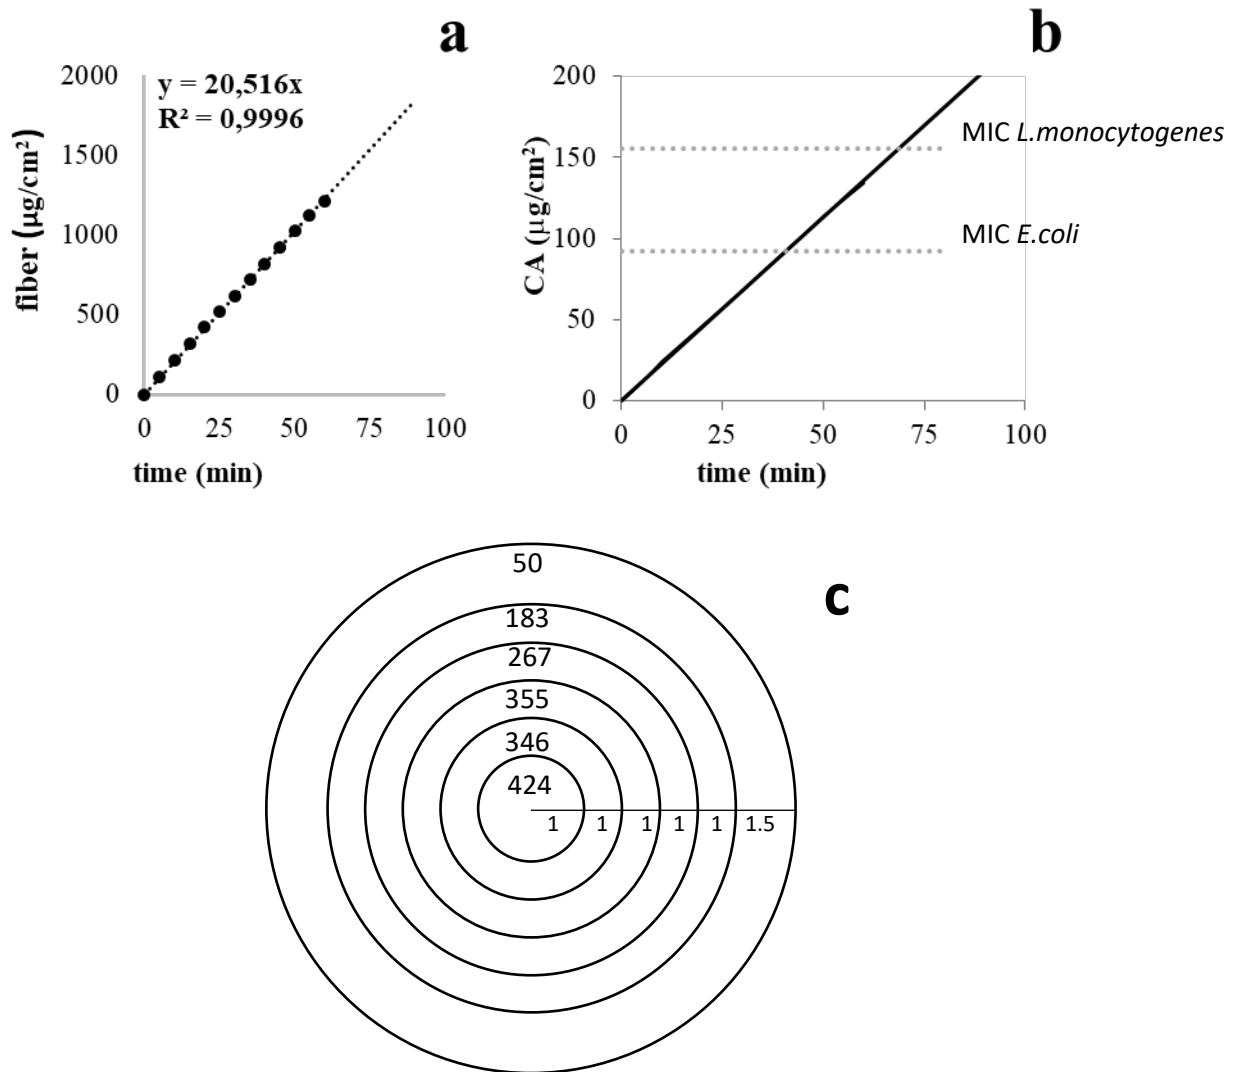 a
y = 20,516x
R² = 0,9996
fiber (µg/cm²)
2000
1500
1000
500
0
0 25 50 75 100
time (min)
b
CA (µg/cm²)
200
150
100
50
0
MIC L.monocytogenes
MIC E.coli
0 25 50 75 100
time (min)
c
50
183
267
355
346
424
1 1 1 1 1 1.5